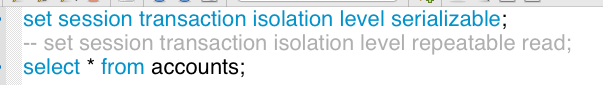 set session transaction isolation level serializable;
-- set session transaction isolation level repeatable read;
select * from accounts;